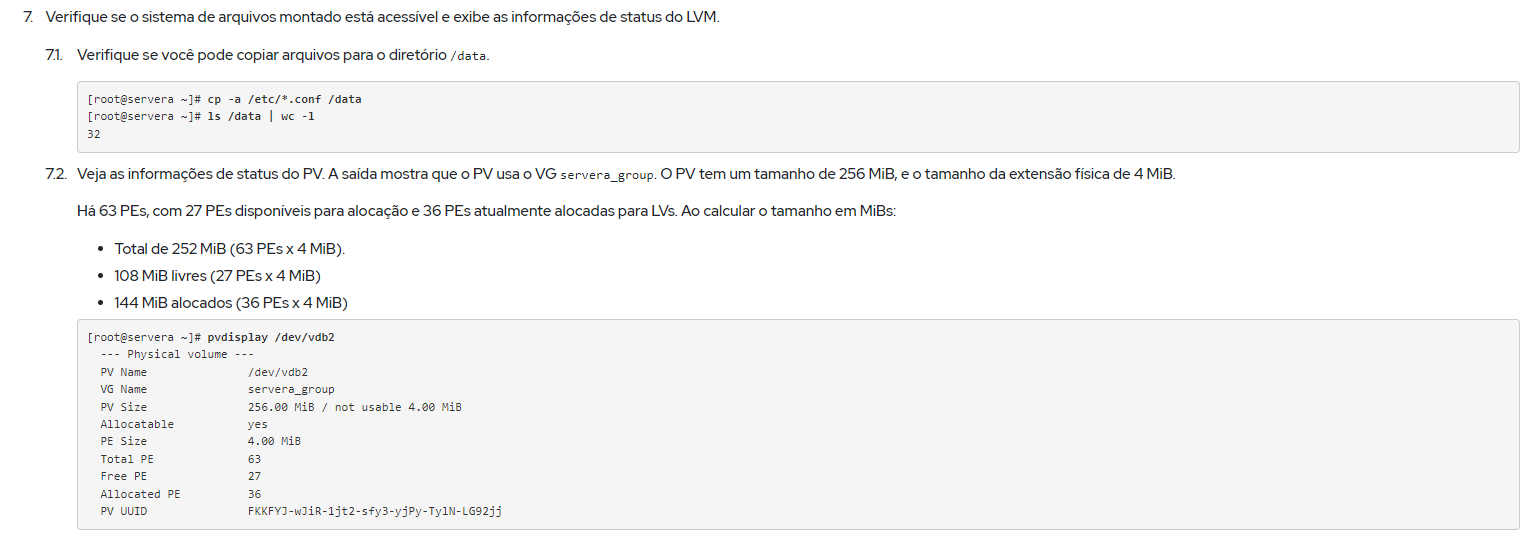 7. Verifique se o sistema de arquivos montado está acessível e exibe as informações de status do LVM.
7.1. Verifique se você pode copiar arquivos para o diretório /data.
[root@servera ~]# cp -a /etc/*.conf /data
[root@servera ~]# ls /data | wc -l
32
7.2. Veja as informações de status do PV. A saída mostra que o PV usa o VG servera_group. O PV tem um tamanho de 256 MiB, e o tamanho da extensão física de 4 MiB.
Há 63 PEs, com 27 PEs disponíveis para alocação e 36 PEs atualmente alocadas para LVs. Ao calcular o tamanho em MiBs:
• Total de 252 MiB (63 PEs x 4 MiB).
• 108 MiB livres (27 PEs x 4 MiB)
• 144 MiB alocados (36 PEs x 4 MiB)
[root@servera ~]# pvdisplay /dev/vdb2
--- Physical volume ---
PV Name /dev/vdb2
VG Name servera_group
PV Size 256.00 MiB / not usable 4.00 MiB
Allocatable yes
PE Size 4.00 MiB
Total PE 63
Free PE 27
Allocated PE 36
PV UUID FKKFYJ-wJiR-1jt2-sfy3-yjPy-TylN-LG92jj